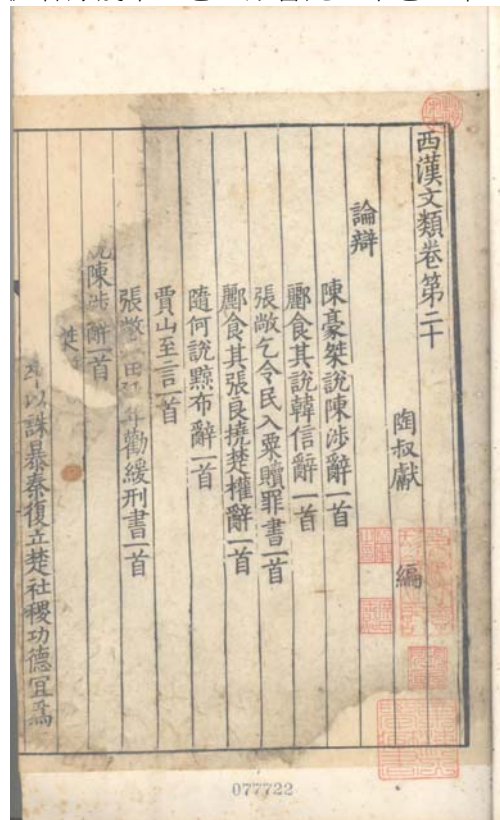 西漢文類卷第二十
陶叔獻 編
論辯
陳豪桀說陳涉辭一首
酈食其說韓信辭一首
張敞乞令民入粟贖罪書一首
酈食其張良撓楚權辭一首
隨何說黥布辭一首
賈山至言一首
張敞 田 年勸緩刑書一首
說陳涉辭一首
以誅暴秦復立楚社稷功德宜爲
077722